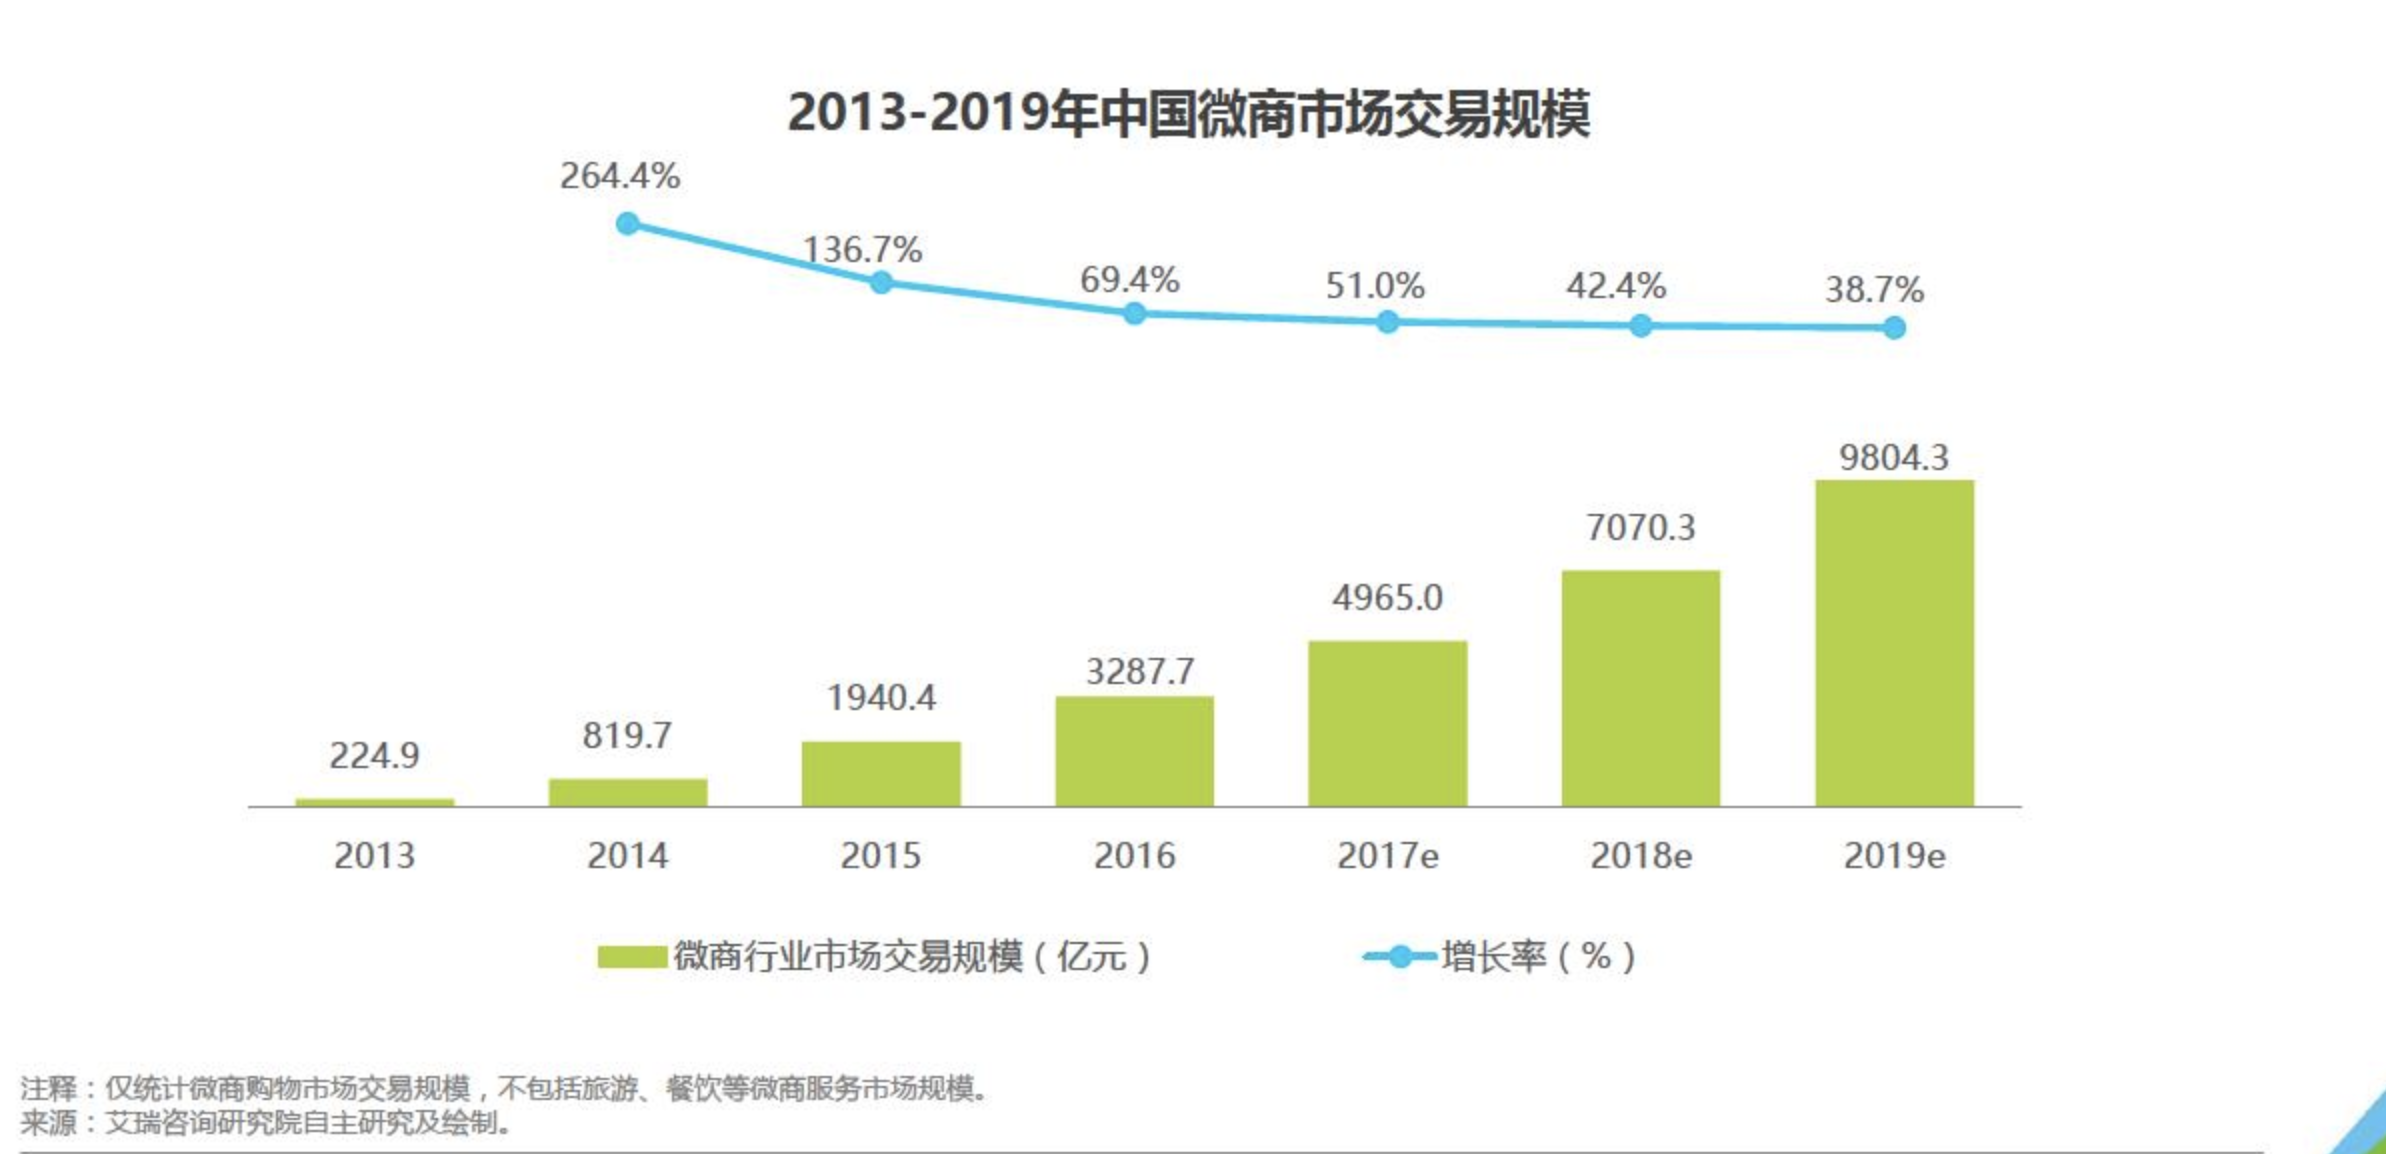 2013-2019年中国微商市场交易规模
264.4%
136.7%
69.4%
51.0%
42.4%
38.7%
224.9
819.7
1940.4
3287.7
4965.0
7070.3
9804.3
2013
2014
2015
2016
2017e
2018e
2019e
微商行业市场交易规模（亿元）
增长率（%）
注释：仅统计微商购物市场交易规模，不包括旅游、餐饮等微商服务市场规模。
来源：艾瑞咨询研究院自主研究及绘制。